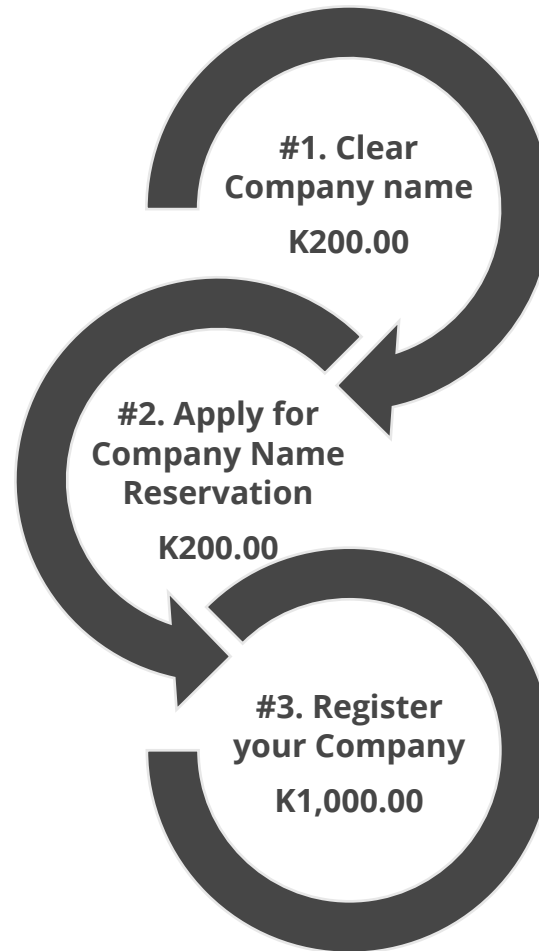 #1. Clear
Company name
K200.00
#2. Apply for
Company Name
Reservation
K200.00
#3. Register
your Company
K1,000.00